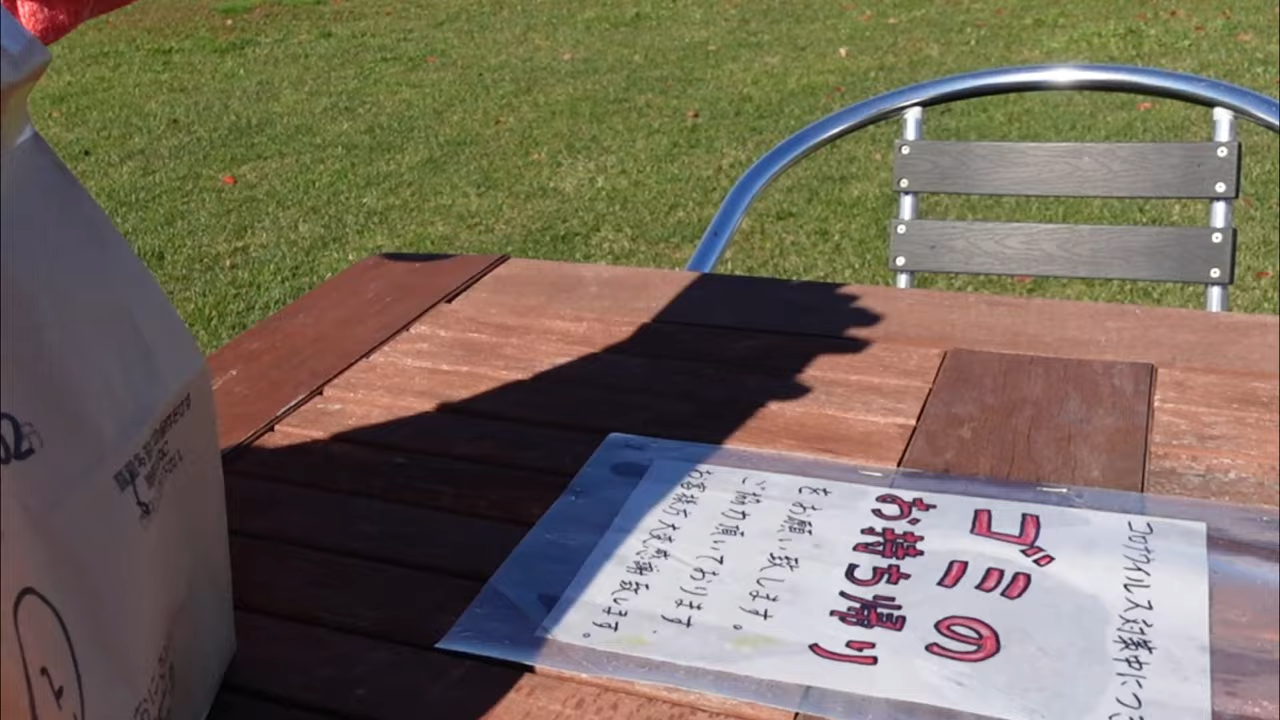 コロナウイルス対策中につき
ゴミの
お持ち帰り
をお願い致します。
ご協力頂いております
お客様方大変感謝致します。